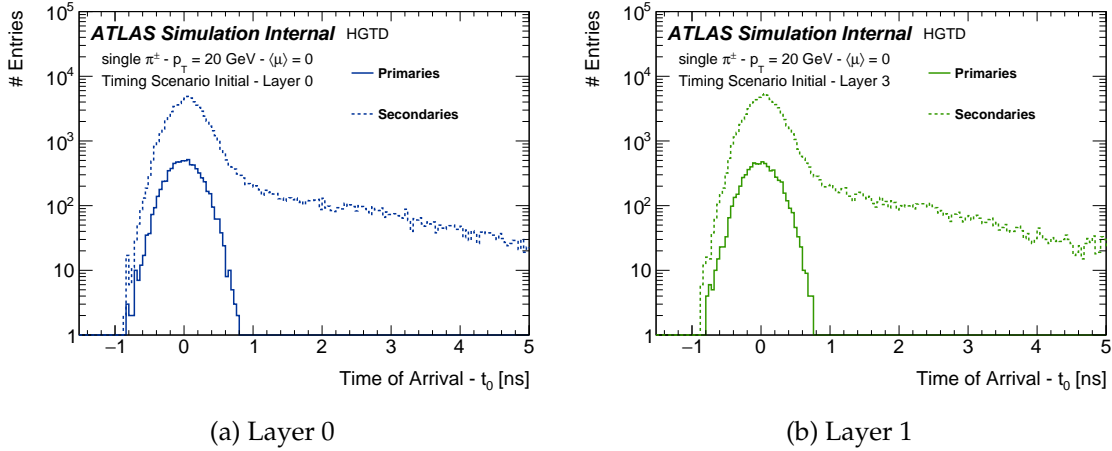 # Entries
10⁵
10⁴
10³
10²
10
1
ATLAS Simulation Internal HGTD
single π± - p_T = 20 GeV - ⟨μ⟩ = 0
Timing Scenario Initial - Layer 0
Primaries
Secondaries
−1 0 1 2 3 4 5
Time of Arrival - t₀ [ns]
(a) Layer 0
# Entries
10⁵
10⁴
10³
10²
10
1
ATLAS Simulation Internal HGTD
single π± - p_T = 20 GeV - ⟨μ⟩ = 0
Timing Scenario Initial - Layer 3
Primaries
Secondaries
−1 0 1 2 3 4 5
Time of Arrival - t₀ [ns]
(b) Layer 1